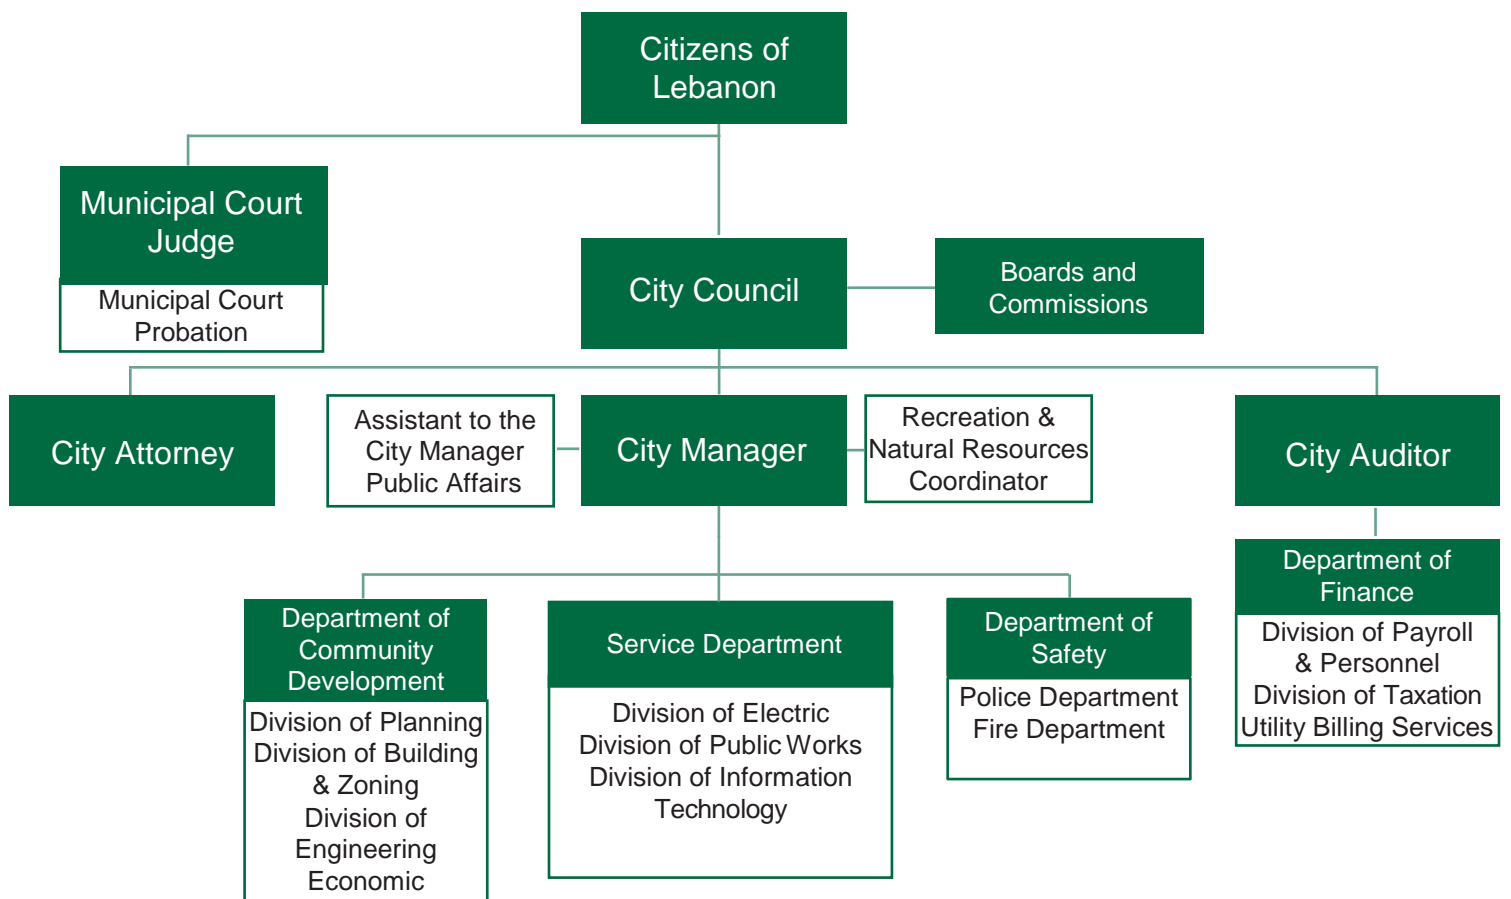 Citizens of
Lebanon
Municipal Court
Judge
Municipal Court
Probation
City Council
Boards and
Commissions
City Attorney
Assistant to the
City Manager
Public Affairs
City Manager
Recreation &
Natural Resources
Coordinator
City Auditor
Department of
Community
Development
Division of Planning
Division of Building
& Zoning
Division of
Engineering
Economic
Service Department
Division of Electric
Division of Public Works
Division of Information
Technology
Department of
Safety
Police Department
Fire Department
Department of
Finance
Division of Payroll
& Personnel
Division of Taxation
Utility Billing Services